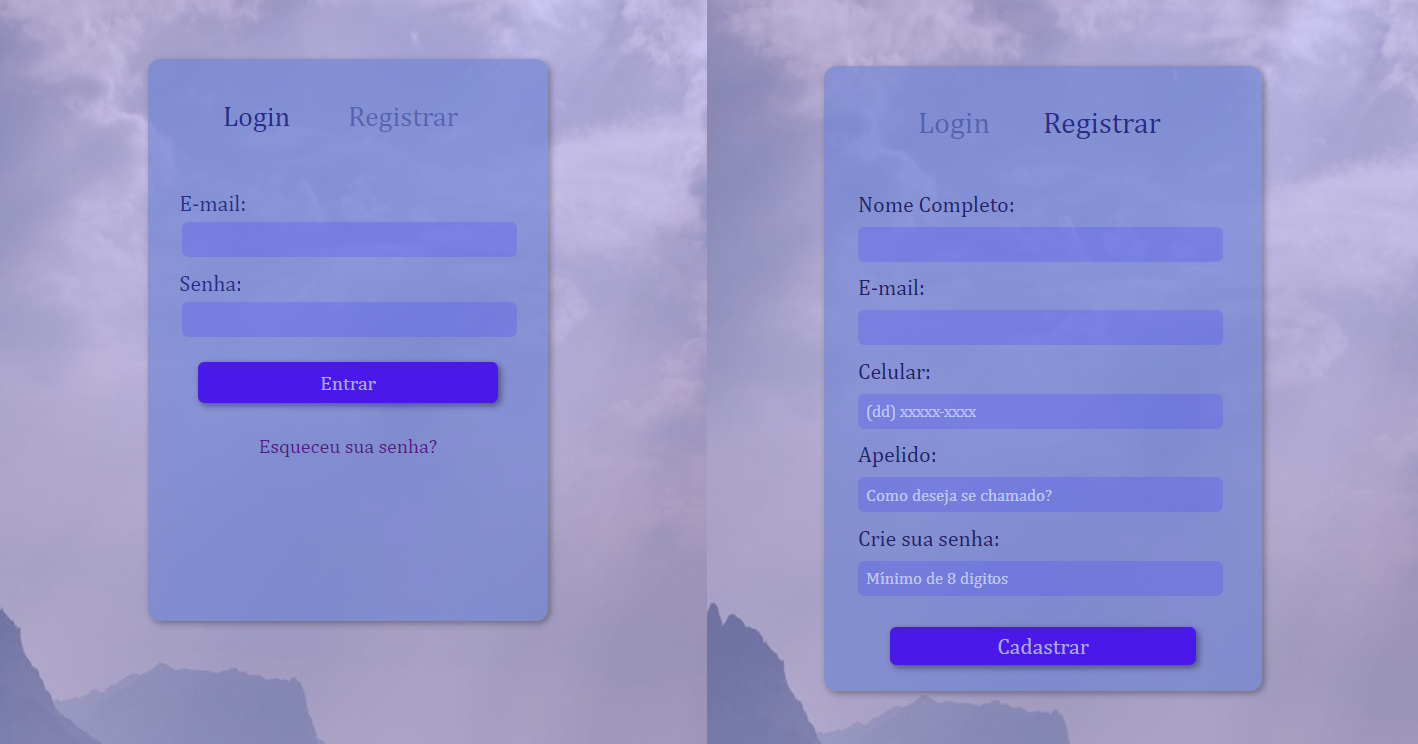 Login Registrar
E-mail:
Senha:
Entrar
Esqueceu sua senha?
Login Registrar
Nome Completo:
E-mail:
Celular:
(dd) xxxxx-xxxx
Apelido:
Como deseja se chamado?
Crie sua senha:
Mínimo de 8 digitos
Cadastrar